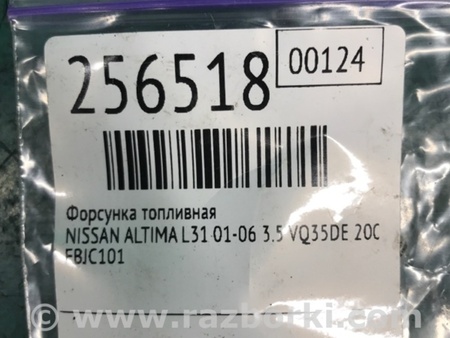 256518
00124
Форсунка топливная
NISSAN ALTIMA L31 01-06 3.5 VQ35DE 20C
FBJC101
www.razborki.com